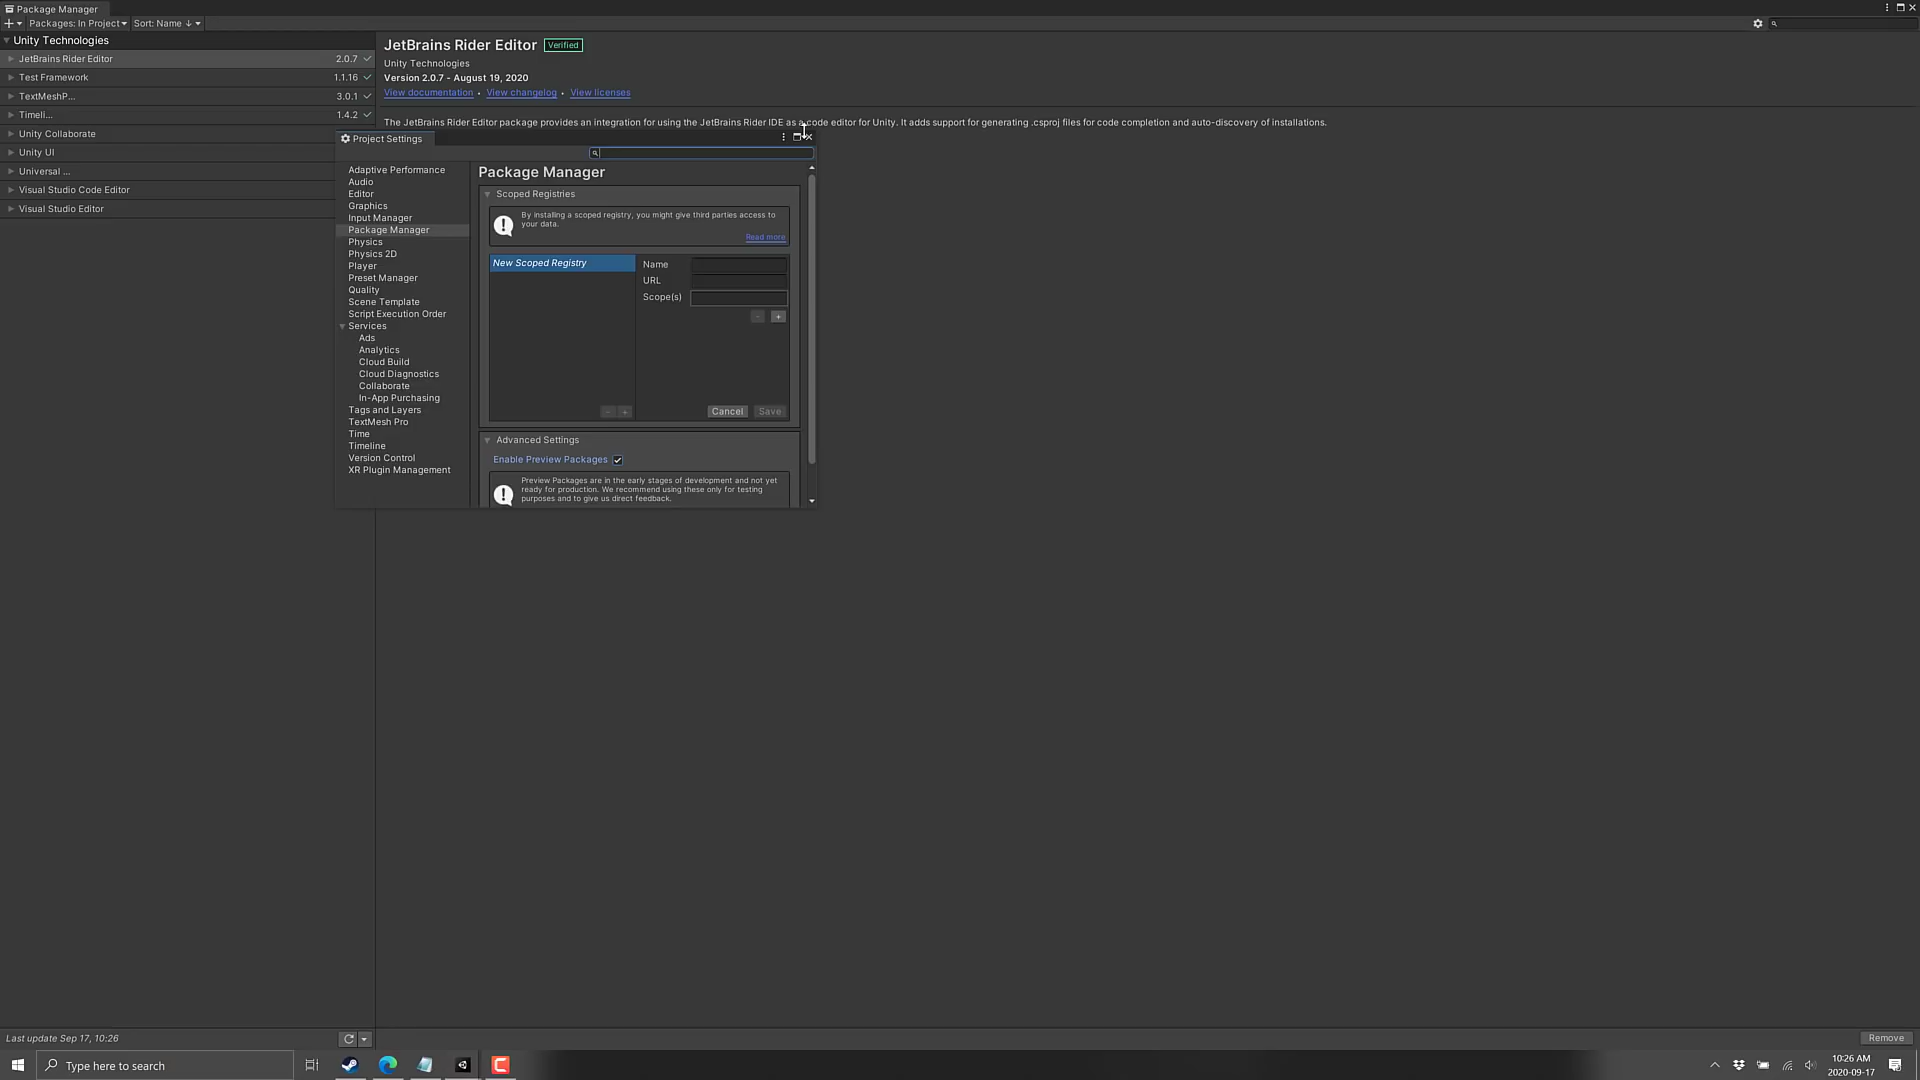 Package Manager
Packages: In Project Sort: Name ↓
Unity Technologies
JetBrains Rider Editor 2.0.7
Test Framework 1.1.16
TextMeshP... 3.0.1
Timeli... 1.4.2
Unity Collaborate
Unity UI
Universal ...
Visual Studio Code Editor
Visual Studio Editor
JetBrains Rider Editor Verified
Unity Technologies
Version 2.0.7 - August 19, 2020
View documentation • View changelog • View licenses
The JetBrains Rider Editor package provides an integration for using the JetBrains Rider IDE as a code editor for Unity. It adds support for generating .csproj files for code completion and auto-discovery of installations.
Project Settings
Adaptive Performance
Audio
Editor
Graphics
Input Manager
Package Manager
Physics
Physics 2D
Player
Preset Manager
Quality
Scene Template
Script Execution Order
Services
Ads
Analytics
Cloud Build
Cloud Diagnostics
Collaborate
In-App Purchasing
Tags and Layers
TextMesh Pro
Time
Timeline
Version Control
XR Plugin Management
Package Manager
Scoped Registries
By installing a scoped registry, you might give third parties access to
your data.
Read more
New Scoped Registry
Name
URL
Scope(s)
- +
- +
Cancel Save
Advanced Settings
Enable Preview Packages
Preview Packages are in the early stages of development and not yet
ready for production. We recommend using these only for testing
purposes and to give us direct feedback.
Last update Sep 17, 10:26
Remove
Type here to search
10:26 AM
2020-09-17